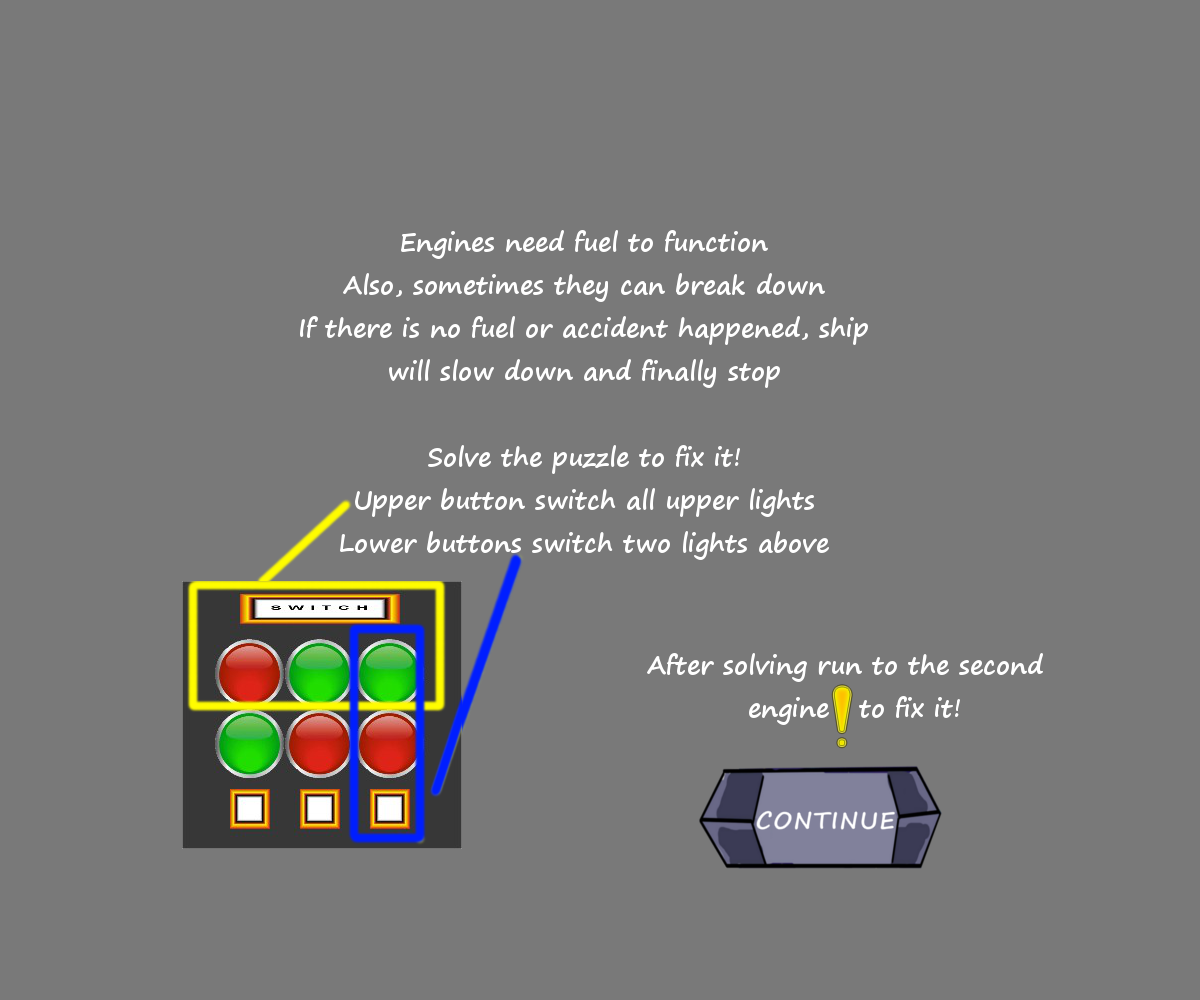 Engines need fuel to function
Also, sometimes they can break down
If there is no fuel or accident happened, ship
will slow down and finally stop
Solve the puzzle to fix it!
Upper button switch all upper lights
Lower buttons switch two lights above
SWITCH
After solving run to the second
engine to fix it!
CONTINUE